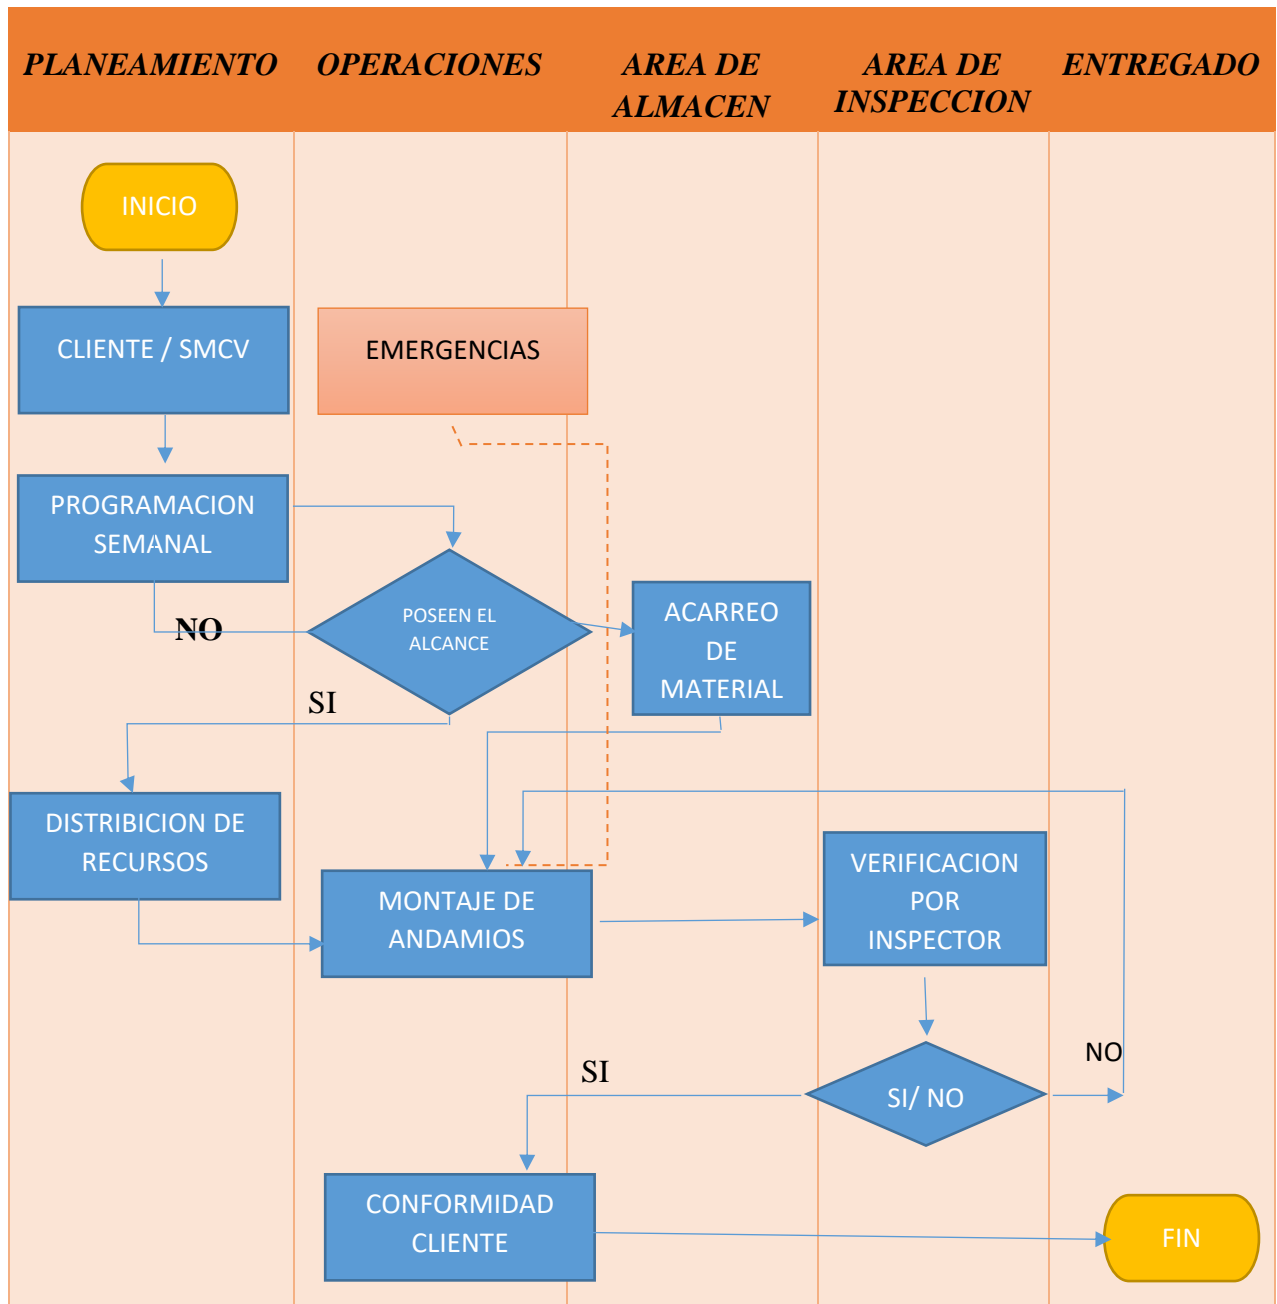 PLANEAMIENTO
OPERACIONES
AREA DE
ALMACEN
AREA DE
INSPECCION
ENTREGADO
INICIO
CLIENTE / SMCV
EMERGENCIAS
PROGRAMACION
SEMANAL
POSEEN EL
ALCANCE
NO
ACARREO
DE
MATERIAL
SI
DISTRIBICION DE
RECURSOS
MONTAJE DE
ANDAMIOS
VERIFICACION
POR
INSPECTOR
NO
SI
SI/ NO
CONFORMIDAD
CLIENTE
FIN